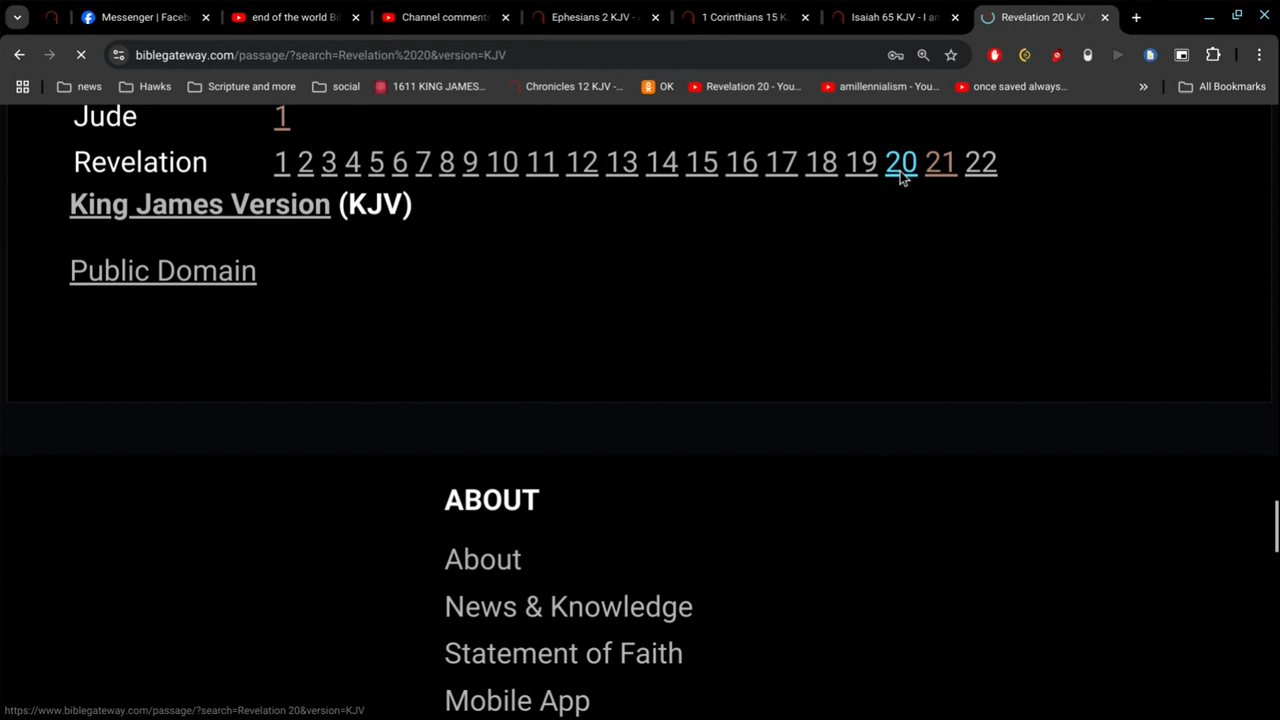 Messenger | Faceb
end of the world Bi
Channel comments
Ephesians 2 KJV - A
1 Corinthians 15 K
Isaiah 65 KJV - I am
Revelation 20 KJV
biblegateway.com/passage/?search=Revelation%2020&version=KJV
news
Hawks
Scripture and more
social
1611 KING JAMES...
Chronicles 12 KJV -...
OK
Revelation 20 - You...
amillennialism - You...
once saved always...
All Bookmarks
Jude 1
Revelation 1 2 3 4 5 6 7 8 9 10 11 12 13 14 15 16 17 18 19 20 21 22
King James Version (KJV)
Public Domain
ABOUT
About
News & Knowledge
Statement of Faith
Mobile App
https://www.biblegateway.com/passage/?search=Revelation 20&version=KJV